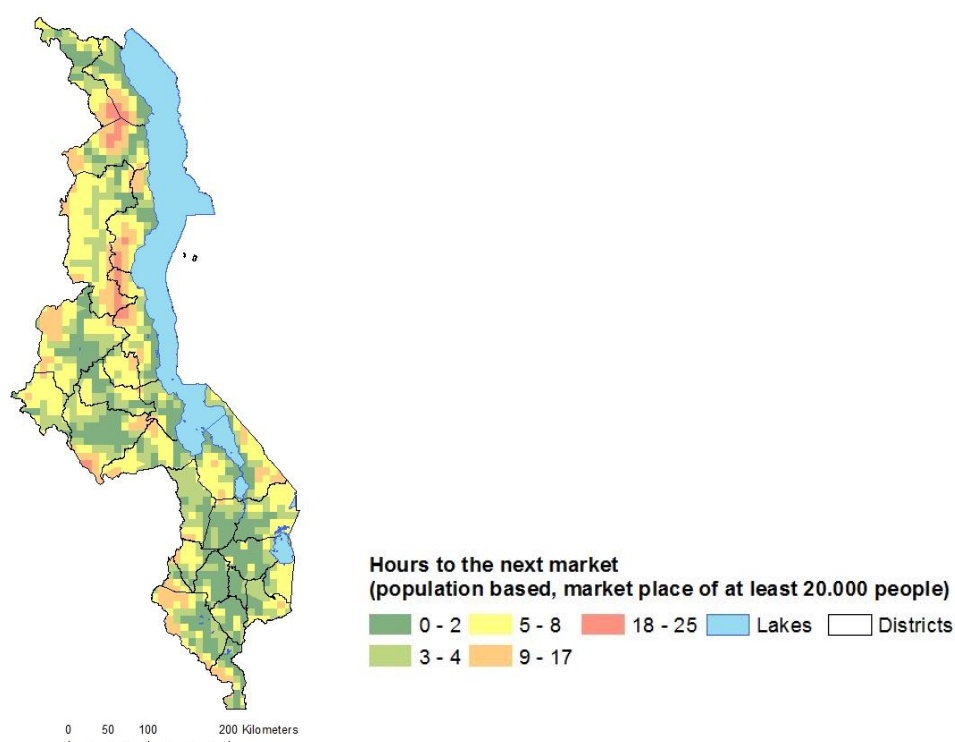 Hours to the next market
(population based, market place of at least 20.000 people)
0 - 2 5 - 8 18 - 25 Lakes Districts
3 - 4 9 - 17
0 50 100 200 Kilometers